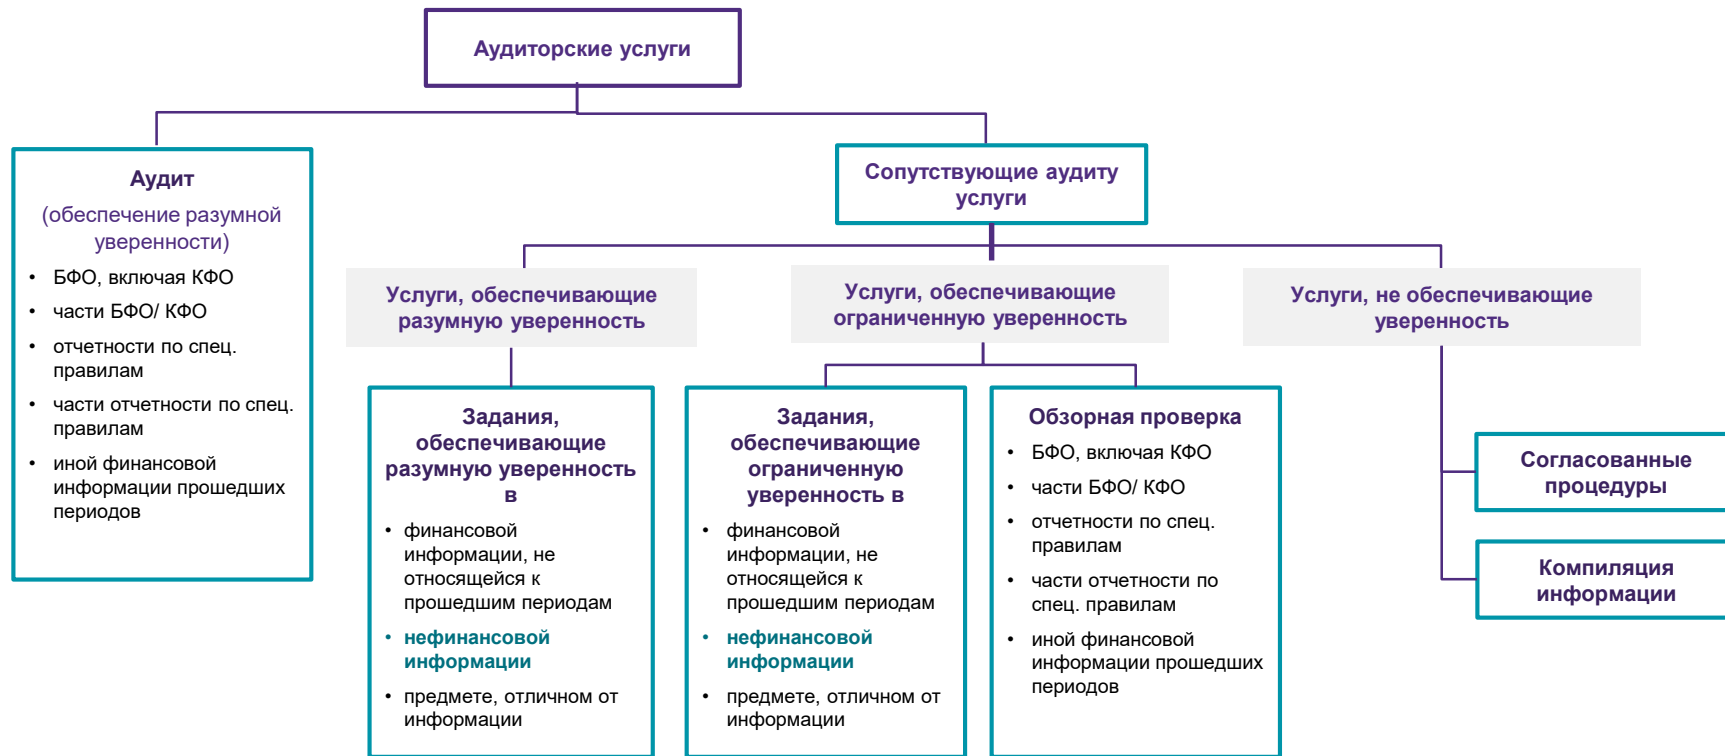 Аудиторские услуги
Аудит
(обеспечение разумной
уверенности)
• БФО, включая КФО
• части БФО/ КФО
• отчетности по спец.
правилам
• части отчетности по спец.
правилам
• иной финансовой
информации прошедших
периодов
Сопутствующие аудиту
услуги
Услуги, обеспечивающие
разумную уверенность
Услуги, обеспечивающие
ограниченную уверенность
Услуги, не обеспечивающие
уверенность
Задания,
обеспечивающие
разумную уверенность
в
• финансовой
информации, не
относящейся к
прошедшим периодам
• нефинансовой
информации
• предмете, отличном от
информации
Задания,
обеспечивающие
ограниченную
уверенность в
• финансовой
информации, не
относящейся к
прошедшим периодам
• нефинансовой
информации
• предмете, отличном от
информации
Обзорная проверка
• БФО, включая КФО
• части БФО/ КФО
• отчетности по спец.
правилам
• части отчетности по
спец. правилам
• иной финансовой
информации прошедших
периодов
Согласованные
процедуры
Компиляция
информации